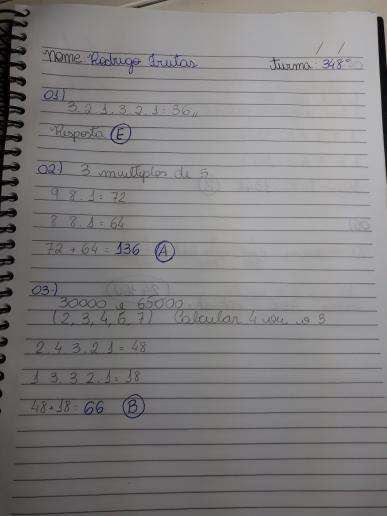 / /
Nome Rodrigo Frutas Turma: 348°
01)
3.2.1.3.2.1 = 36,,
Resposta E
02-) 3 multiplos de 5
9.8.1 = 72
8.8.1 = 64
72 + 64 = 136 A
03-)
30000 e 65000
(2, 3, 4, 6, 7) Calcular 4 ou o 3
2.4.3.2.1 = 48
1 3.3.2.1 = 18
48+18 = 66 B